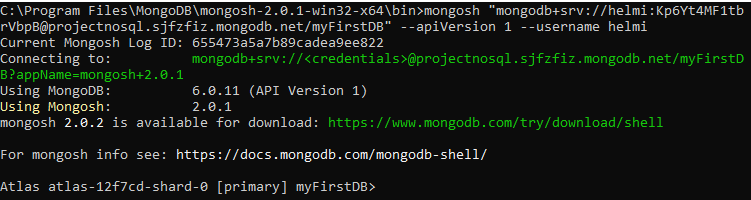 C:\Program Files\MongoDB\mongosh-2.0.1-win32-x64\bin>mongosh "mongodb+srv://helmi:Kp6Yt4MF1tb
rVbpB@projectnosql.sjfzfiz.mongodb.net/myFirstDB" --apiVersion 1 --username helmi
Current Mongosh Log ID: 655473a5a7b89cadea9ee822
Connecting to: mongodb+srv://<credentials>@projectnosql.sjfzfiz.mongodb.net/myFirstD
B?appName=mongosh+2.0.1
Using MongoDB: 6.0.11 (API Version 1)
Using Mongosh: 2.0.1
mongosh 2.0.2 is available for download: https://www.mongodb.com/try/download/shell
For mongosh info see: https://docs.mongodb.com/mongodb-shell/
Atlas atlas-12f7cd-shard-0 [primary] myFirstDB>